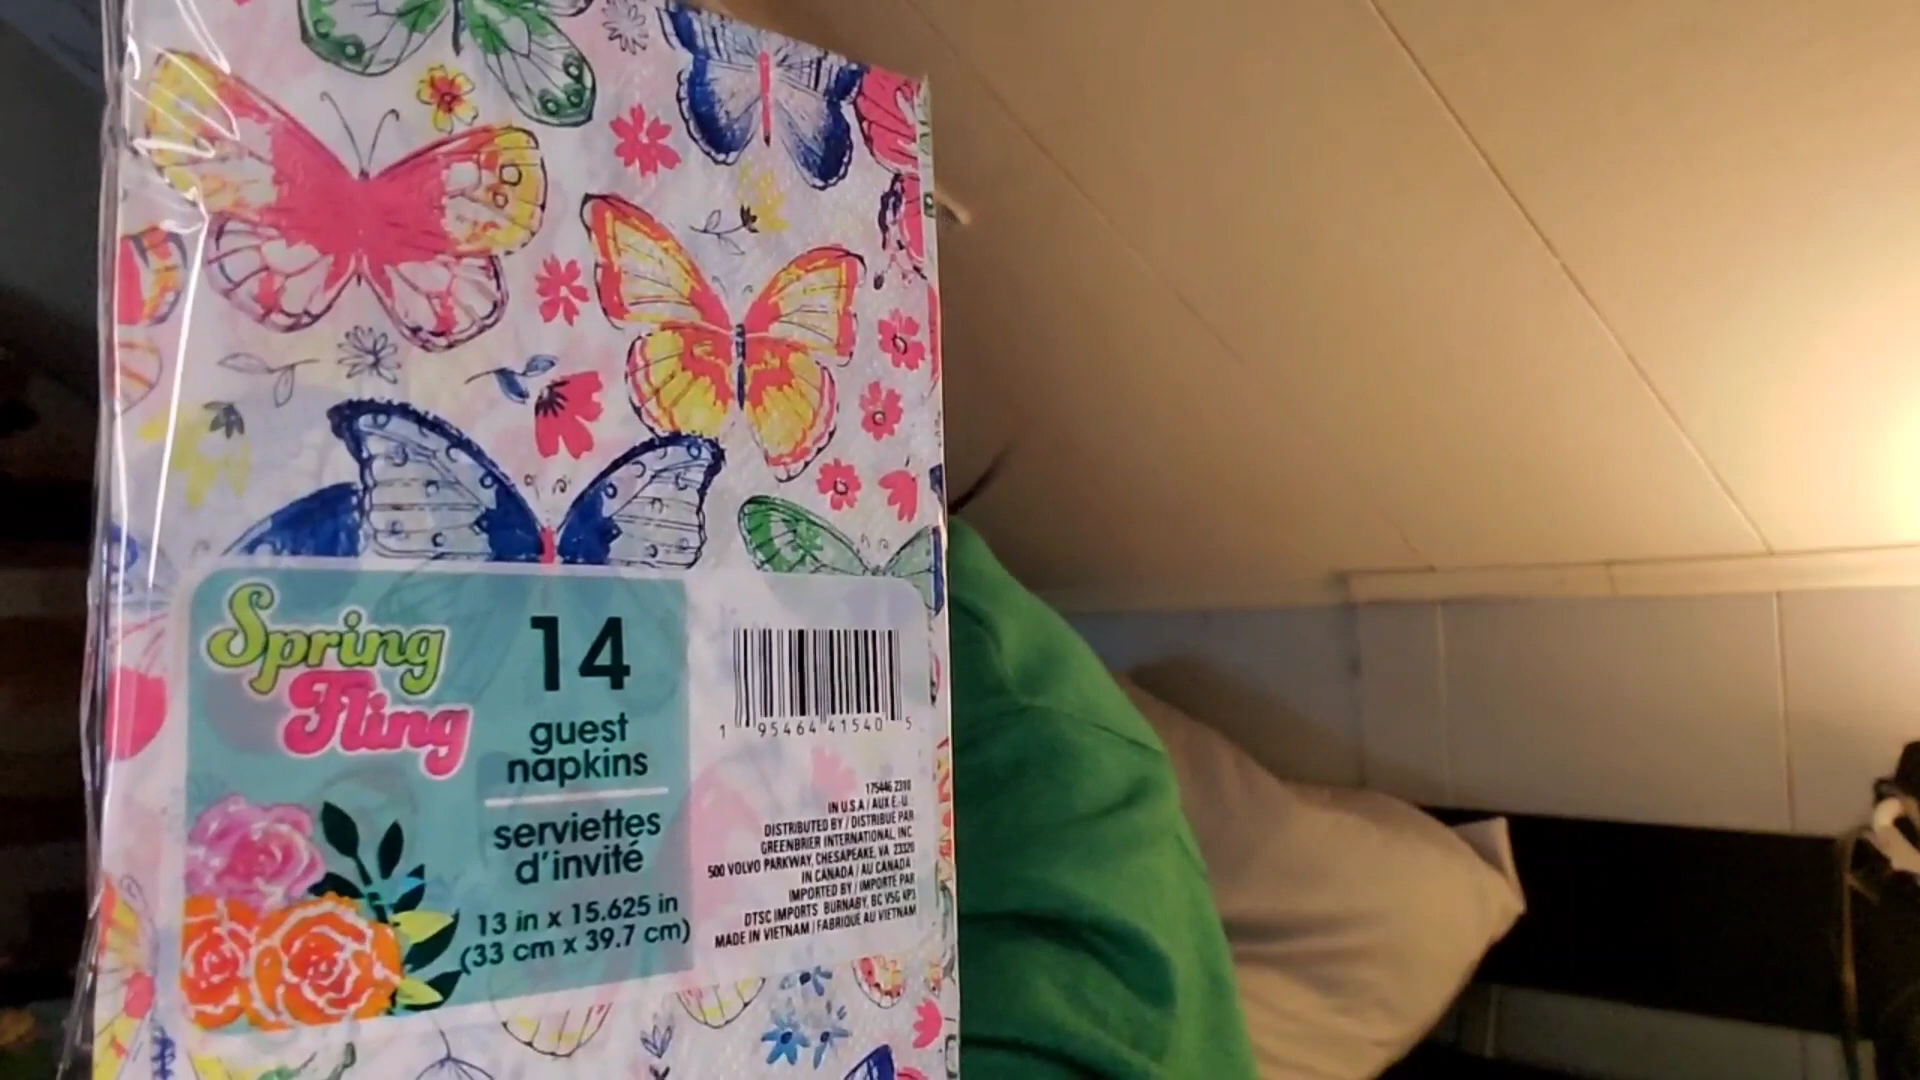 Spring
Fling
14
guest
napkins
serviettes
d'invité
13 in x 15.625 in
(33 cm x 39.7 cm)
1 95464 41540 5
175446 2310
IN U.S.A / AUX É.-U.
DISTRIBUTED BY / DISTRIBUÉ PAR
GREENBRIER INTERNATIONAL, INC.
500 VOLVO PARKWAY, CHESAPEAKE, VA 23320
IN CANADA / AU CANADA
IMPORTED BY / IMPORTÉ PAR
DTSC IMPORTS BURNABY, BC V5G 4P3
MADE IN VIETNAM / FABRIQUÉ AU VIETNAM